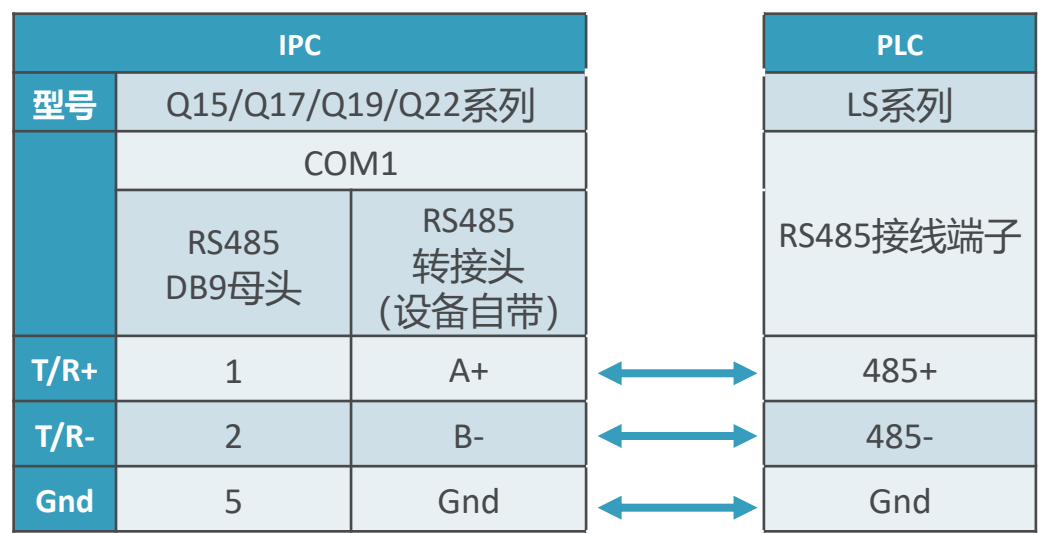 IPC
PLC
型号
Q15/Q17/Q19/Q22系列
LS系列
COM1
RS485
DB9母头
RS485
转接头
（设备自带）
RS485接线端子
T/R+
1
A+
485+
T/R-
2
B-
485-
Gnd
5
Gnd
Gnd